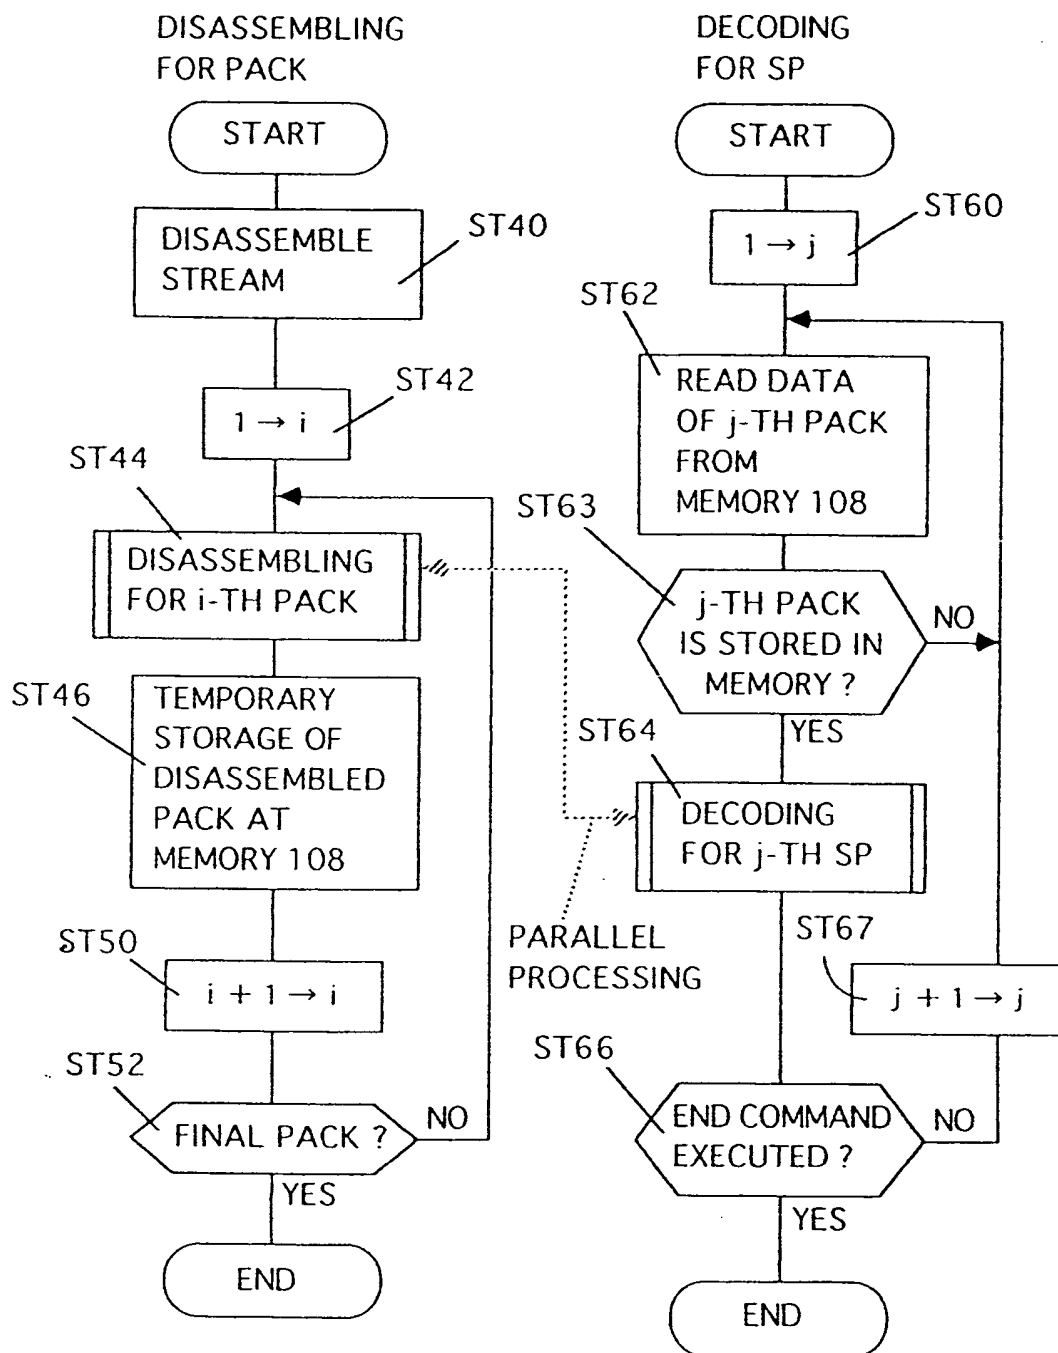 DISASSEMBLING
FOR PACK
START
ST40
DISASSEMBLE
STREAM
ST42
1 → i
ST44
DISASSEMBLING
FOR i-TH PACK
ST46
TEMPORARY
STORAGE OF
DISASSEMBLED
PACK AT
MEMORY 108
ST50
i + 1 → i
ST52
FINAL PACK ?
NO
YES
END
PARALLEL
PROCESSING
DECODING
FOR SP
START
ST60
1 → j
ST62
READ DATA
OF j-TH PACK
FROM
MEMORY 108
ST63
j-TH PACK
IS STORED IN
MEMORY ?
NO
YES
ST64
DECODING
FOR j-TH SP
ST67
j + 1 → j
ST66
END COMMAND
EXECUTED ?
NO
YES
END